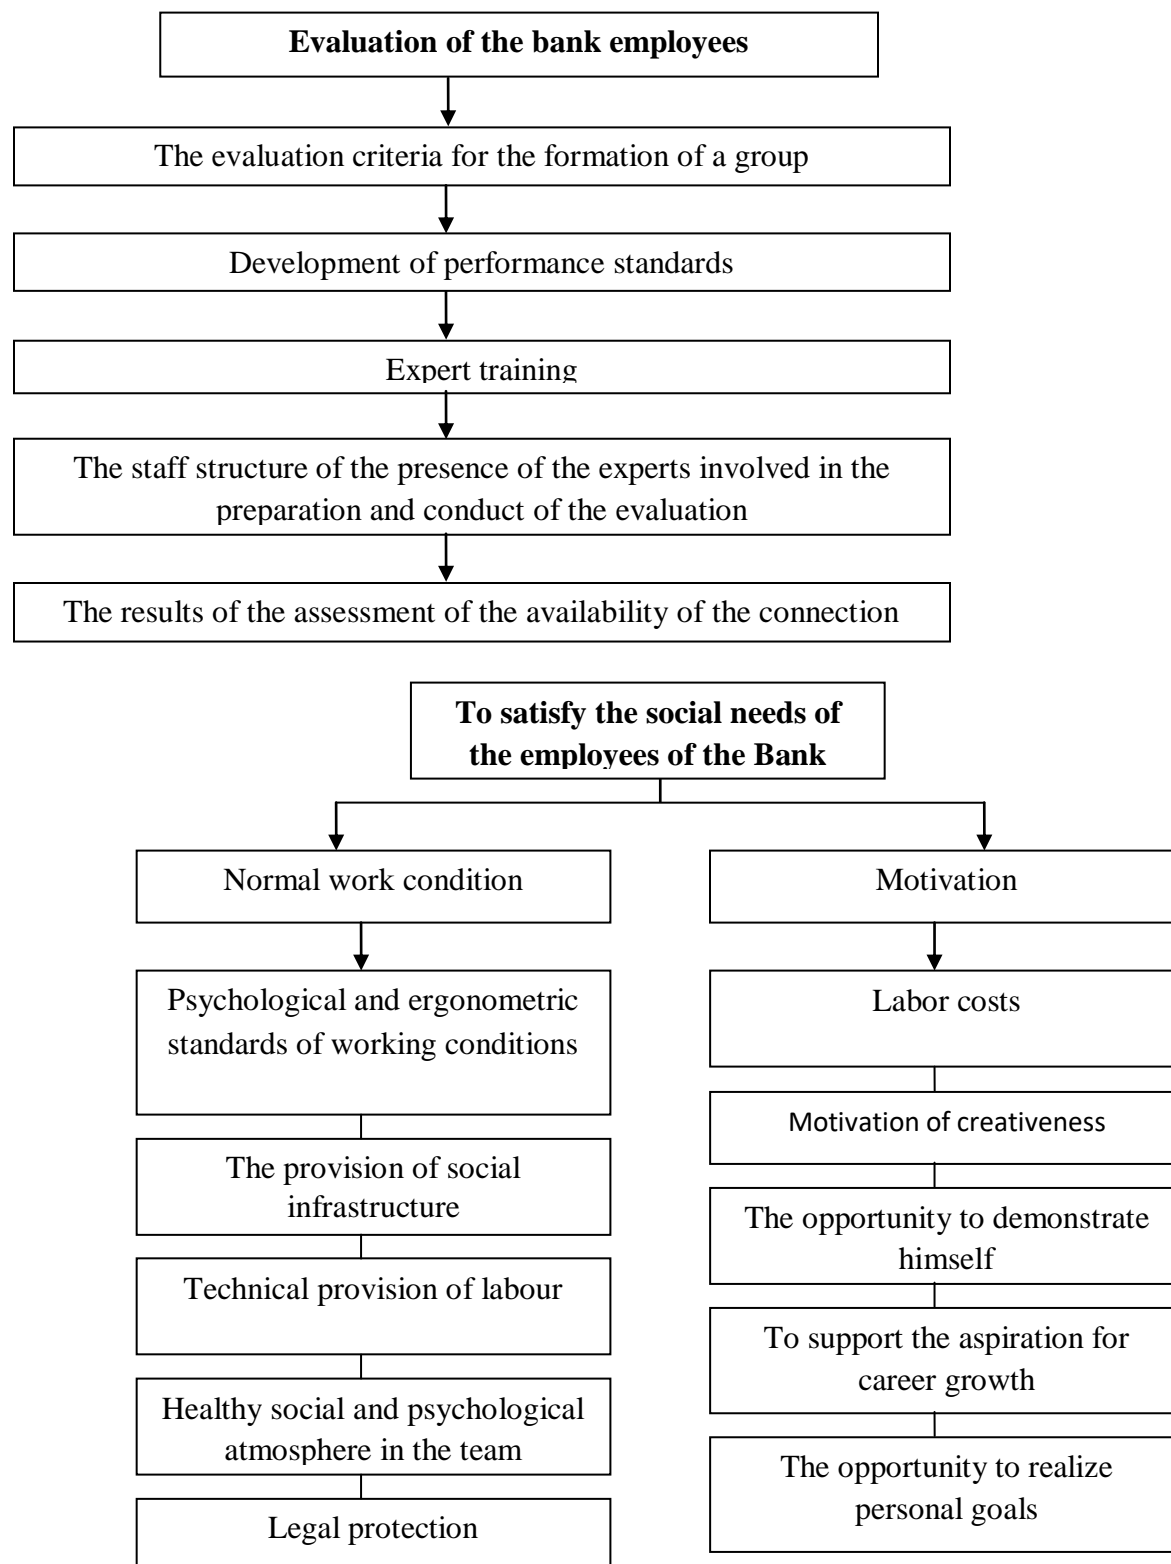 Evaluation of the bank employees
The evaluation criteria for the formation of a group
Development of performance standards
Expert training
The staff structure of the presence of the experts involved in the
preparation and conduct of the evaluation
The results of the assessment of the availability of the connection
To satisfy the social needs of
the employees of the Bank
Normal work condition
Psychological and ergonometric
standards of working conditions
The provision of social
infrastructure
Technical provision of labour
Healthy social and psychological
atmosphere in the team
Legal protection
Motivation
Labor costs
Motivation of creativeness
The opportunity to demonstrate
himself
To support the aspiration for
career growth
The opportunity to realize
personal goals